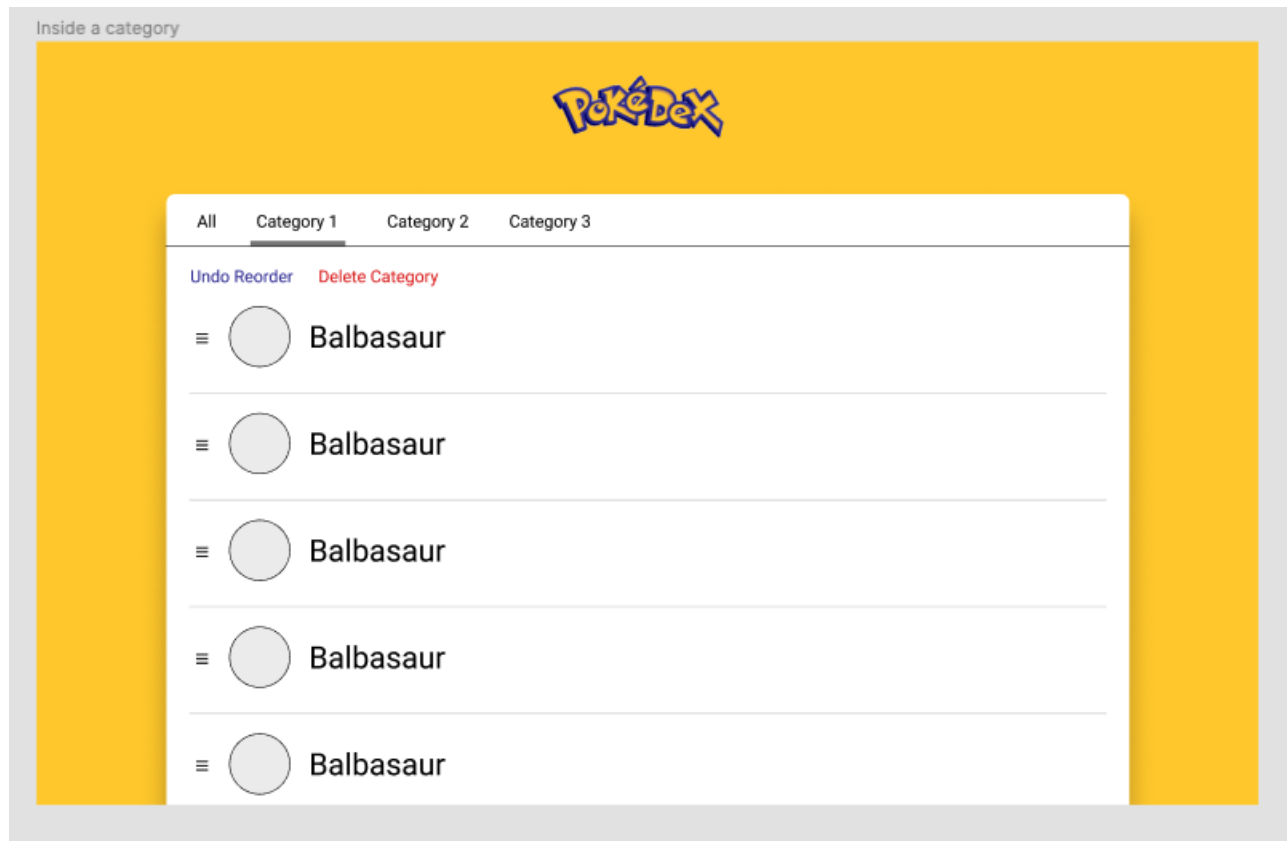 Inside a category
PoKéDeX
All Category 1 Category 2 Category 3
Undo Reorder Delete Category
Balbasaur
Balbasaur
Balbasaur
Balbasaur
Balbasaur